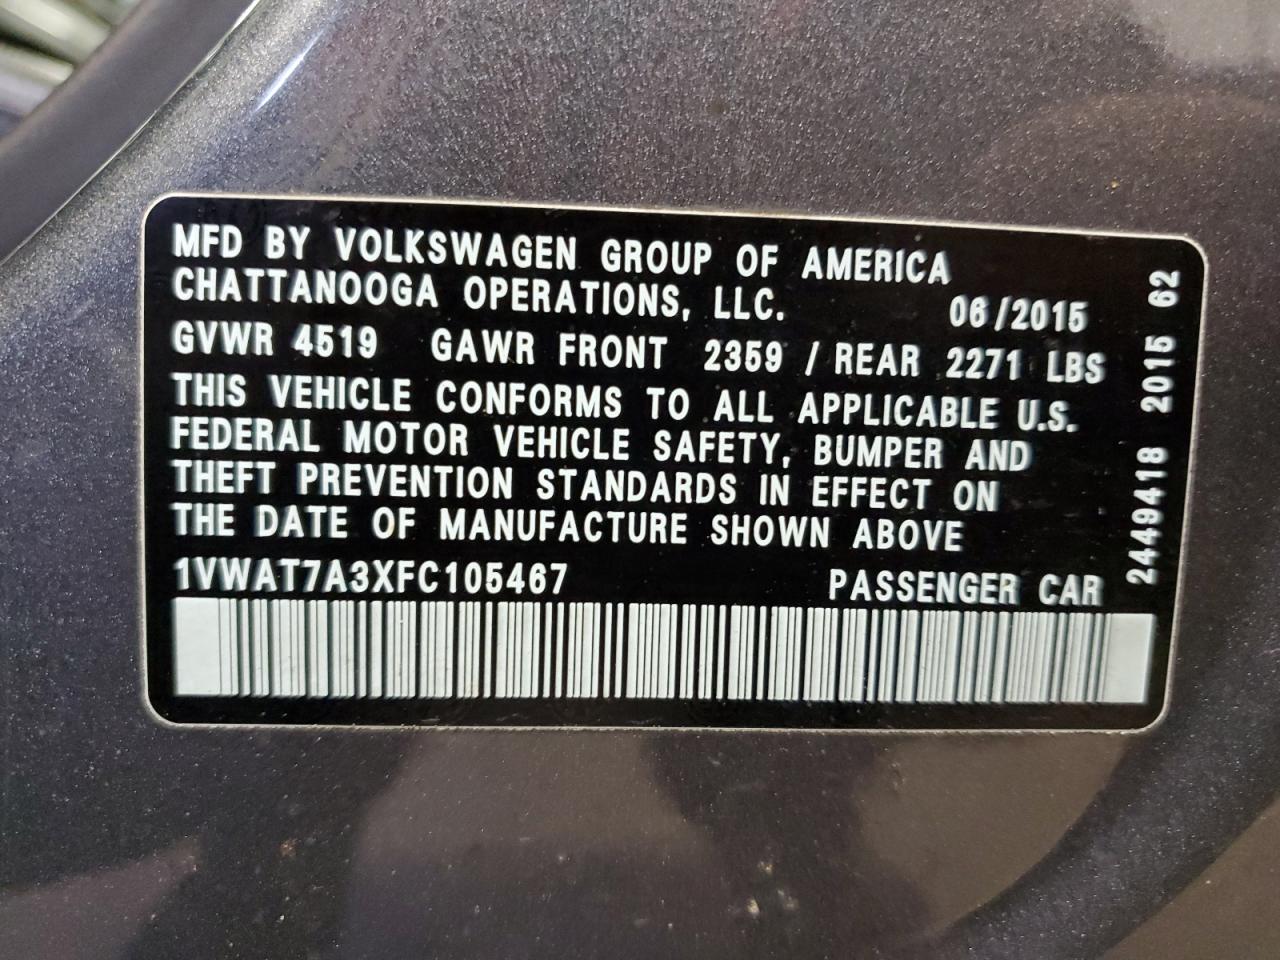 MFD BY VOLKSWAGEN GROUP OF AMERICA
CHATTANOOGA OPERATIONS, LLC. 06/2015
GVWR 4519 GAWR FRONT 2359 / REAR 2271 LBS
THIS VEHICLE CONFORMS TO ALL APPLICABLE U.S.
FEDERAL MOTOR VEHICLE SAFETY, BUMPER AND
THEFT PREVENTION STANDARDS IN EFFECT ON
THE DATE OF MANUFACTURE SHOWN ABOVE
1VWAT7A3XFC105467 PASSENGER CAR
2449418 2015 62